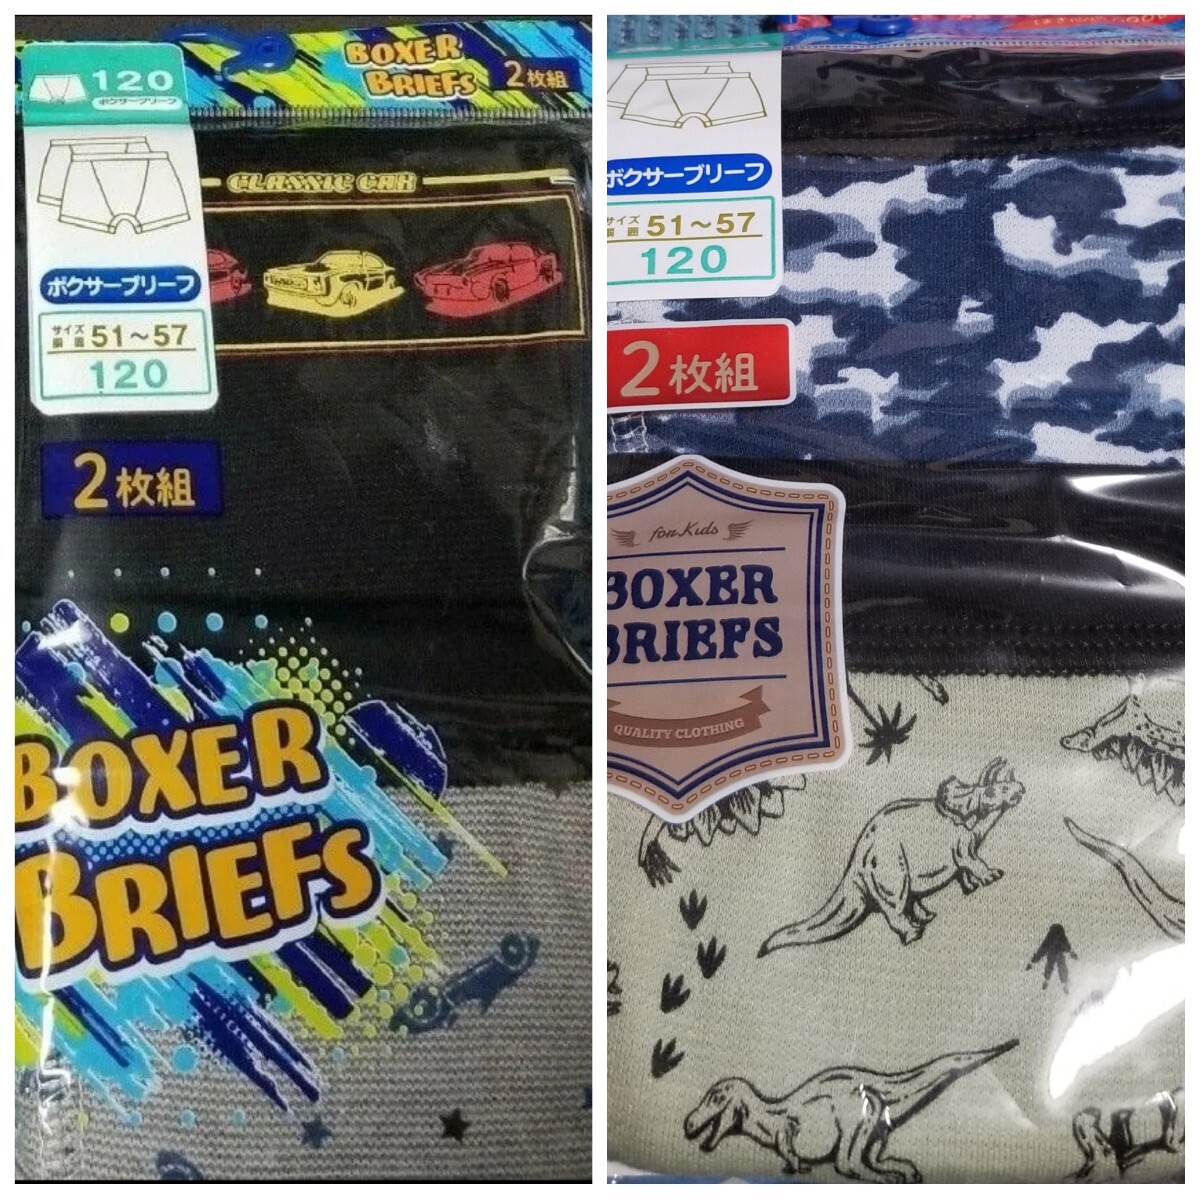 120
ボクサーブリーフ
BOXER
BRIEFS
2枚組
CLASSIC CAR
ボクサーブリーフ
サイズ
胴囲 51～57
120
2枚組
BOXER
BRIEFS
ボクサーブリーフ
サイズ
胴囲 51～57
120
2枚組
for Kids
BOXER
BRIEFS
QUALITY CLOTHING